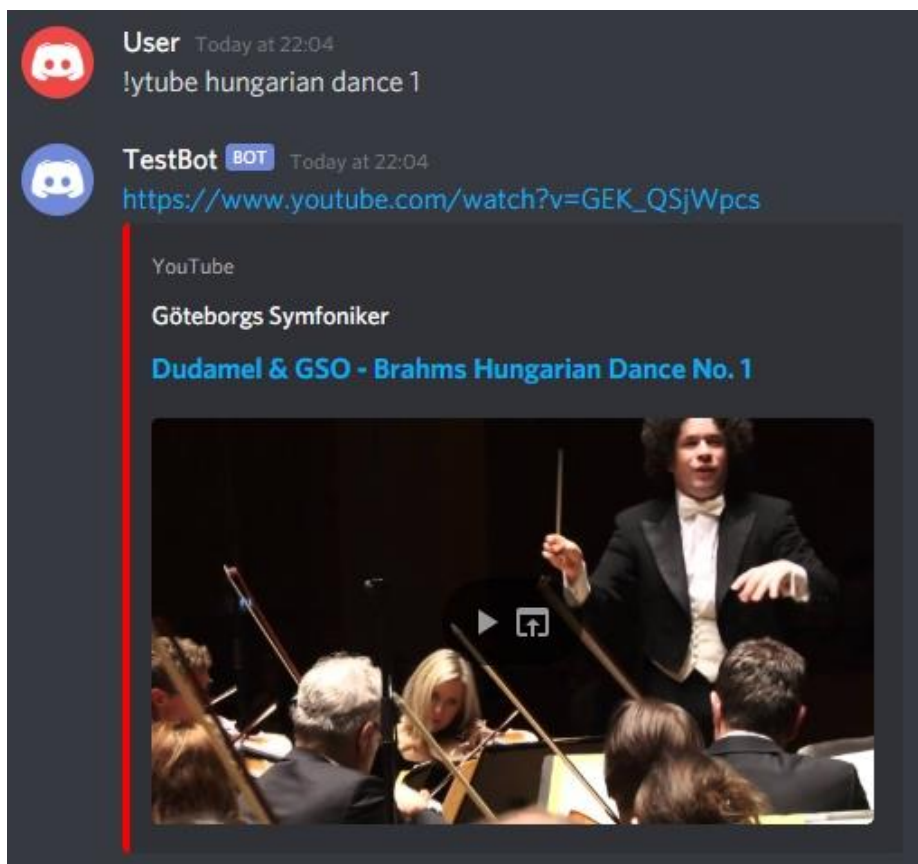 User Today at 22:04
!ytube hungarian dance 1
TestBot BOT Today at 22:04
https://www.youtube.com/watch?v=GEK_QSjWpcs
YouTube
Göteborgs Symfoniker
Dudamel & GSO - Brahms Hungarian Dance No. 1